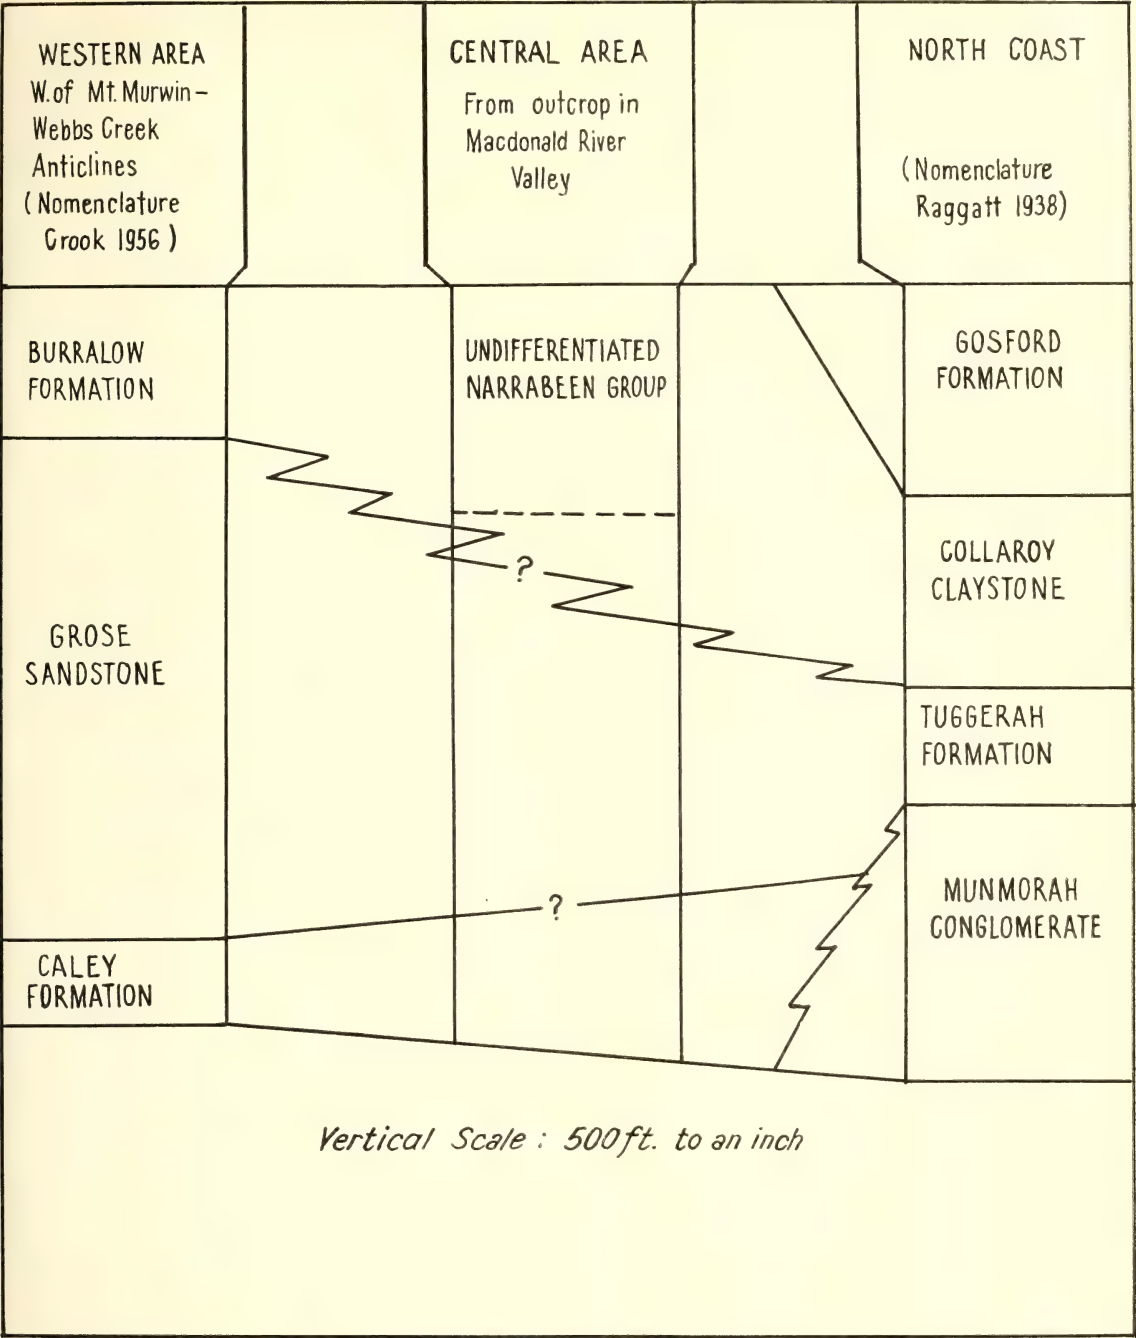 WESTERN AREA
W. of Mt. Murwin-
Webbs Creek
Anticlines
(Nomenclature
Crook 1956)
CENTRAL AREA
From outcrop in
Macdonald River
Valley
NORTH COAST
(Nomenclature
Raggatt 1938)
BURRALOW
FORMATION
UNDIFFERENTIATED
NARRABEEN GROUP
GOSFORD
FORMATION
?
COLLAROY
CLAYSTONE
GROSE
SANDSTONE
TUGGERAH
FORMATION
?
MUNMORAH
CONGLOMERATE
CALEY
FORMATION
Vertical Scale : 500ft. to an inch